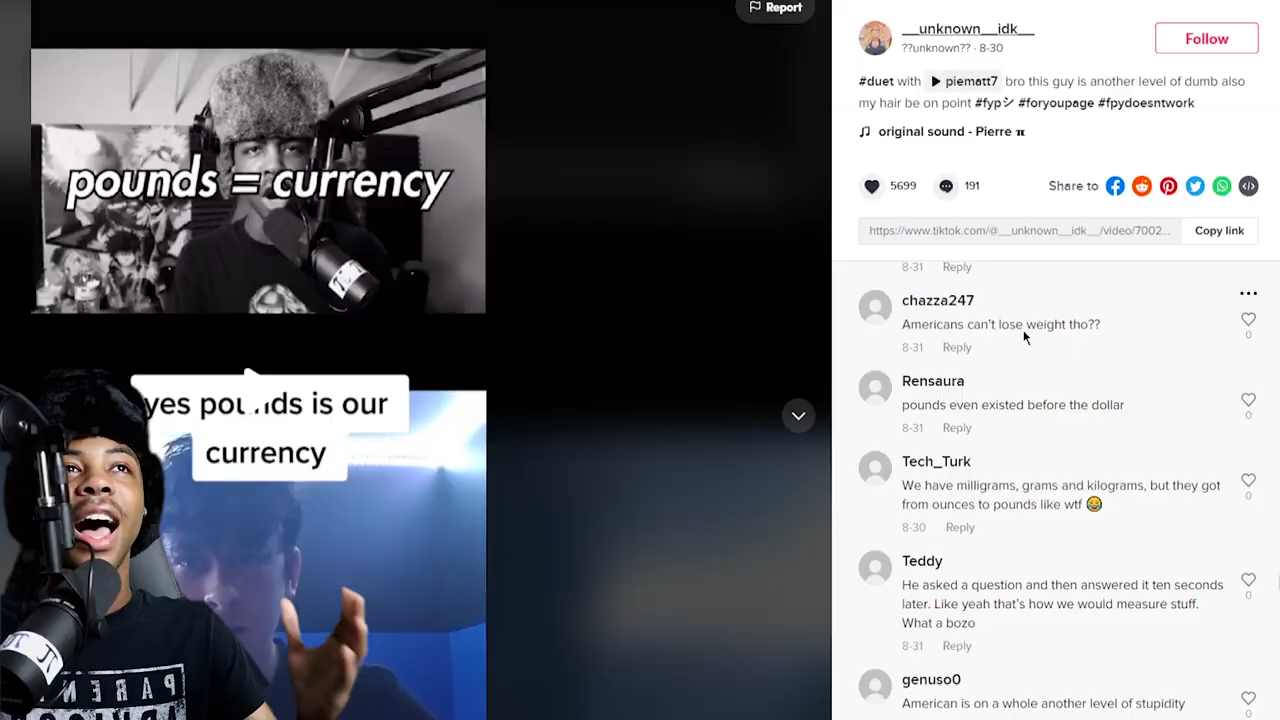 Report
pounds = currency
yes pounds is our
currency
PAREN
__unknown__idk__
??unknown?? · 8-30
Follow
#duet with ▶ piematt7 bro this guy is another level of dumb also
my hair be on point #fypシ #foryoupage #fpydoesntwork
♫ original sound - Pierre π
5699
191
Share to
https://www.tiktok.com/@__unknown__idk__/video/7002...
Copy link
8-31 Reply
chazza247
Americans can't lose weight tho??
0
8-31 Reply
Rensaura
pounds even existed before the dollar
0
8-31 Reply
Tech_Turk
We have milligrams, grams and kilograms, but they got
from ounces to pounds like wtf 😂
0
8-30 Reply
Teddy
He asked a question and then answered it ten seconds
later. Like yeah that's how we would measure stuff.
What a bozo
0
8-31 Reply
genuso0
American is on a whole another level of stupidity
0